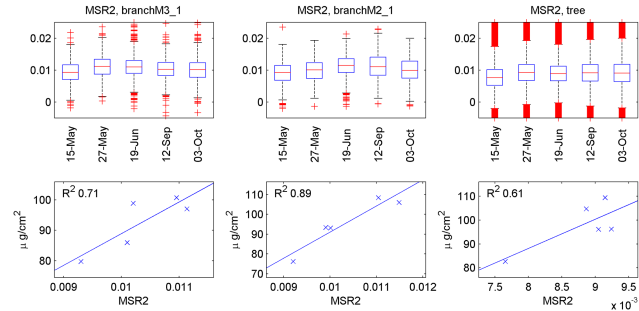 MSR2, branchM3_1
MSR2, branchM2_1
MSR2, tree
0.02
0.01
0
15-May
27-May
19-Jun
12-Sep
03-Oct
0.02
0.01
0
15-May
27-May
19-Jun
12-Sep
03-Oct
0.02
0.01
0
15-May
27-May
19-Jun
12-Sep
03-Oct
μ g/cm²
100
90
80
R² 0.71
0.009
0.01
0.011
MSR2
μ g/cm²
110
100
90
80
70
R² 0.89
0.009
0.01
0.011
0.012
MSR2
μ g/cm²
110
100
90
80
R² 0.61
7.5
8
8.5
9
9.5
MSR2
x 10⁻³